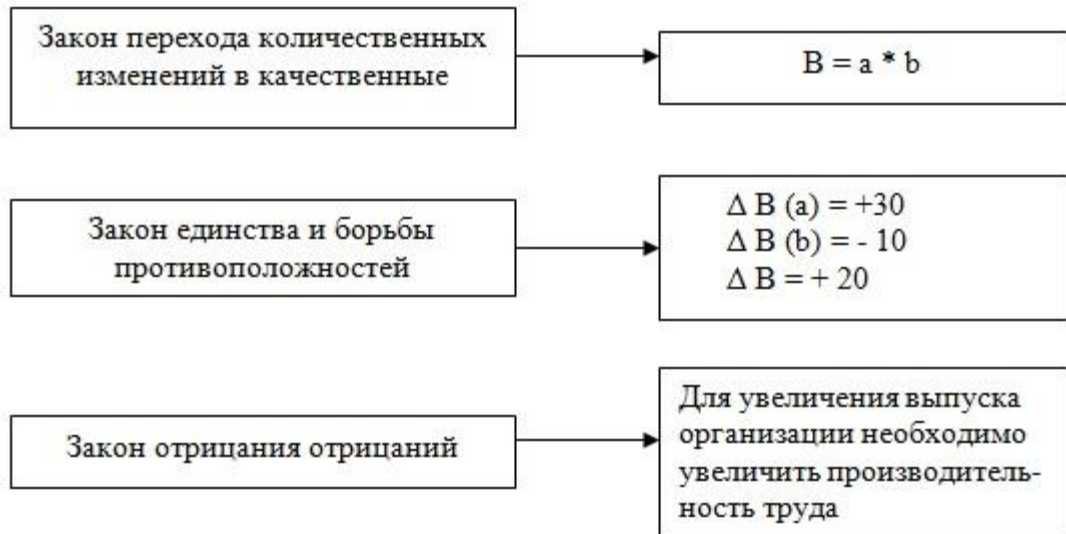 Закон перехода количественных
изменений в качественные
B = a * b
Закон единства и борьбы
противоположностей
Δ B (a) = +30
Δ B (b) = - 10
Δ B = + 20
Закон отрицания отрицаний
Для увеличения выпуска
организации необходимо
увеличить производитель-
ность труда